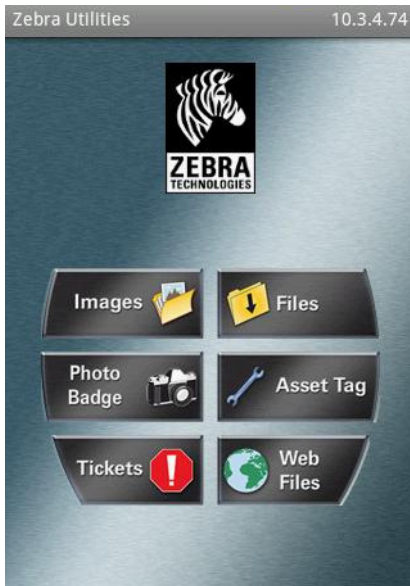 Zebra Utilities 10.3.4.74
ZEBRA
TECHNOLOGIES
Images
Files
Photo
Badge
Asset Tag
Tickets
Web
Files